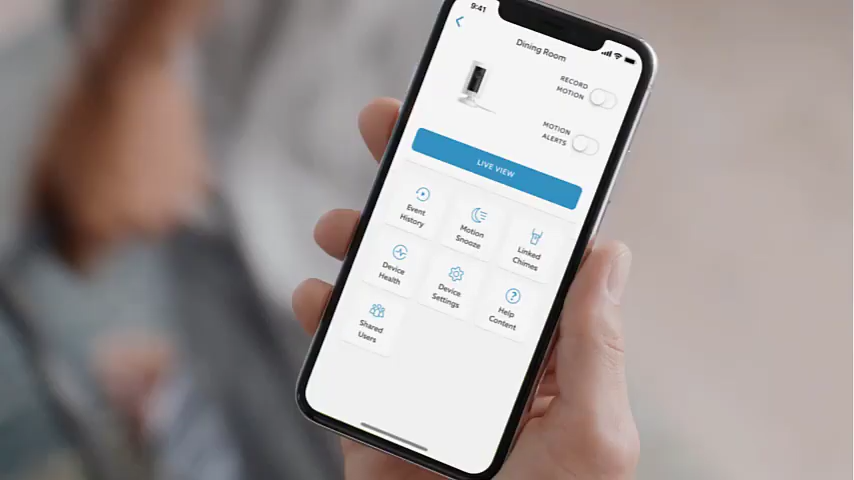 9:41
Dining Room
RECORD
MOTION
MOTION
ALERTS
LIVE VIEW
Event
History
Motion
Snooze
Linked
Chimes
Device
Health
Device
Settings
Help
Content
Shared
Users